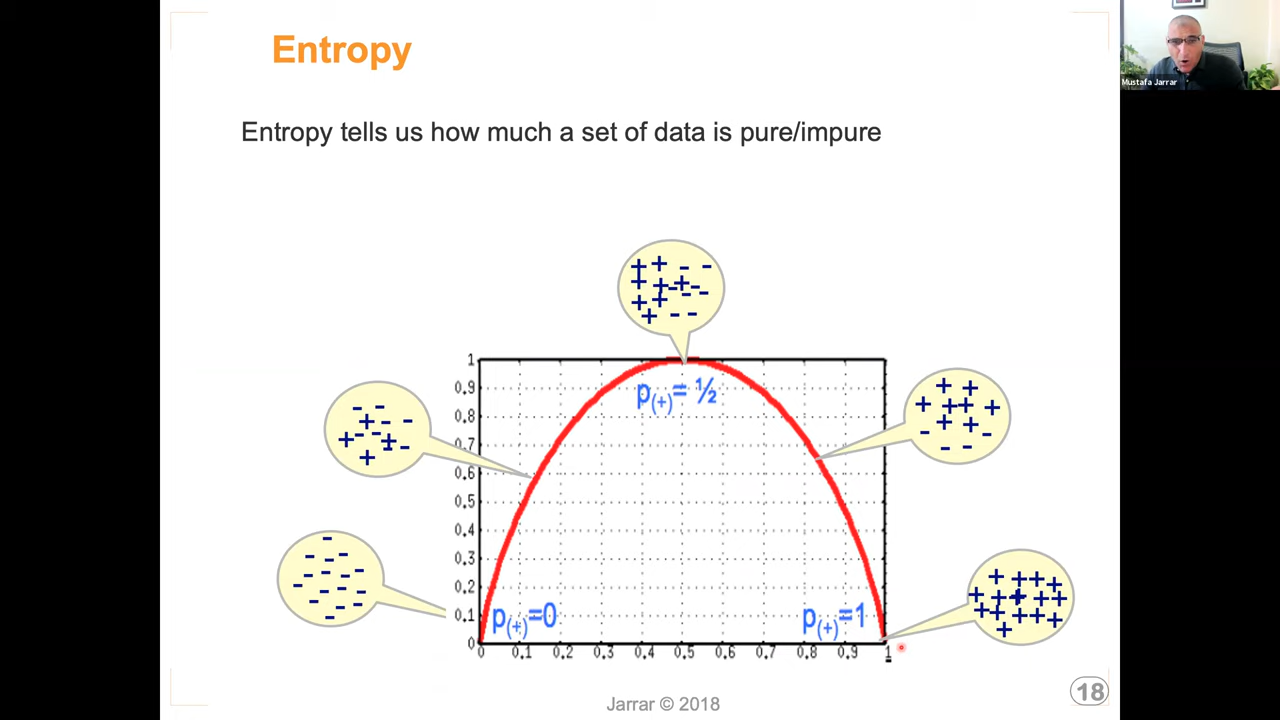 Entropy
Mustafa Jarrar
Entropy tells us how much a set of data is pure/impure
1
0.9
0.8
0.7
0.6
0.5
0.4
0.3
0.2
0.1
0
p(+)= ½
p(+)=0
p(+)=1
0 0.1 0.2 0.3 0.4 0.5 0.6 0.7 0.8 0.9 1
Jarrar © 2018
18